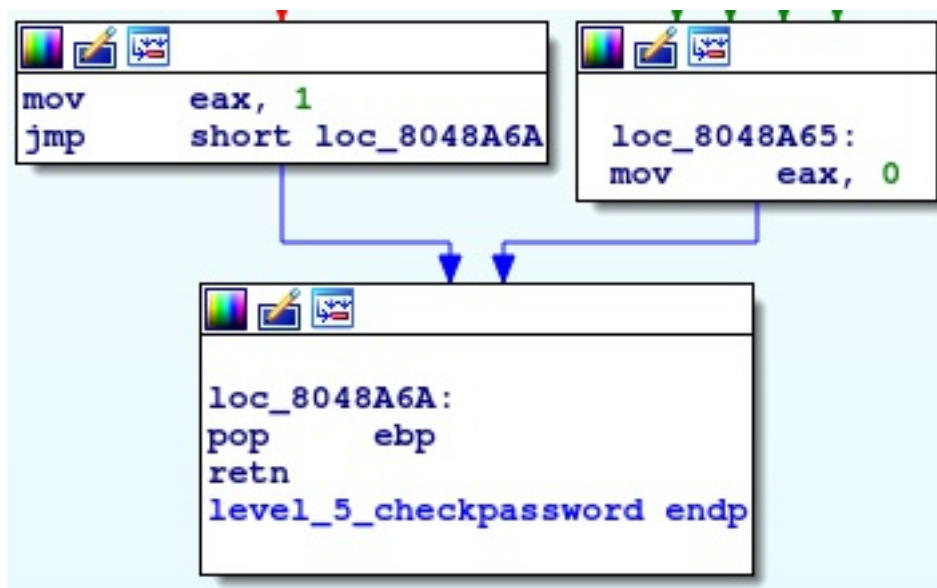 mov eax, 1
jmp short loc_8048A6A
loc_8048A65:
mov eax, 0
loc_8048A6A:
pop ebp
retn
level_5_checkpassword endp